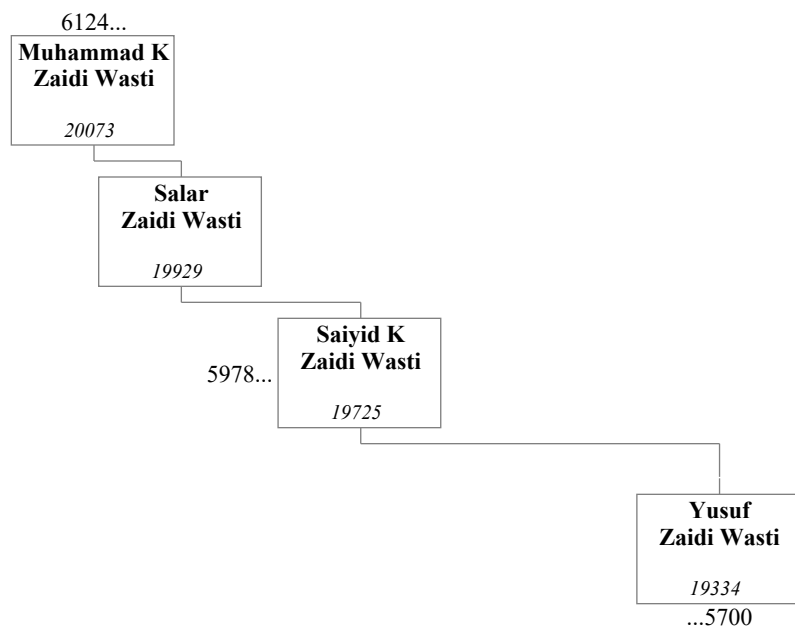 6124...
Muhammad K
Zaidi Wasti
20073
Salar
Zaidi Wasti
19929
Saiyid K
Zaidi Wasti
5978...
19725
Yusuf
Zaidi Wasti
19334
...5700